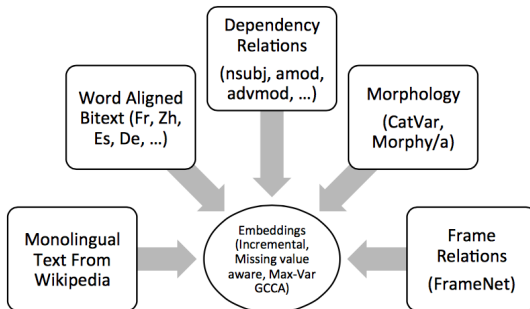 Dependency
Relations
(nsubj, amod,
advmod, ...)
Word Aligned
Bitext (Fr, Zh,
Es, De, ...)
Morphology
(CatVar,
Morphy/a)
Monolingual
Text From
Wikipedia
Embeddings
(Incremental,
Missing value
aware, Max-Var
GCCA)
Frame
Relations
(FrameNet)